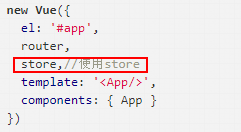 new Vue({
  el: '#app',
  router,
  store,//使用store
  template: '<App/>',
  components: { App }
})